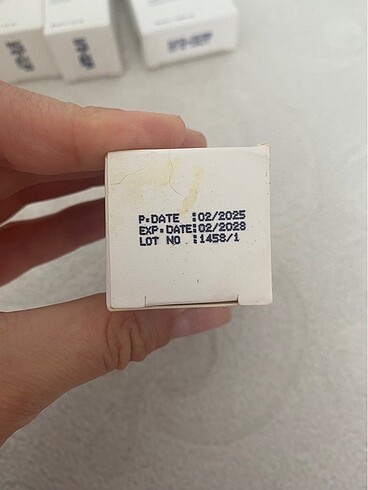 P.DATE :02/2025
EXP.DATE:02/2028
LOT NO :1458/1